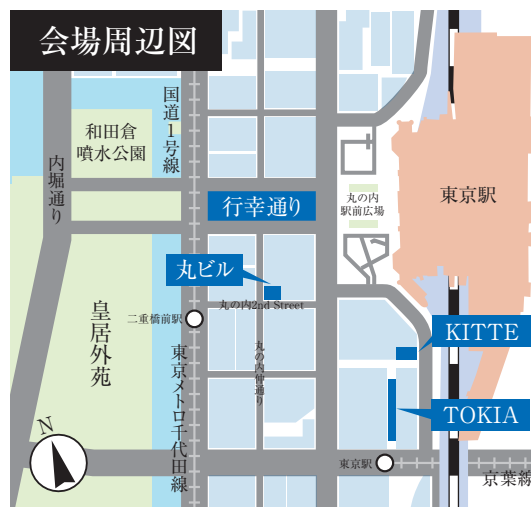 会場周辺図
国道1号線
和田倉
噴水公園
内堀通り
行幸通り
丸の内
駅前広場
東京駅
丸ビル
丸の内2nd Street
二重橋前駅
皇居外苑
東京メトロ千代田線
丸の内仲通り
KITTE
TOKIA
N
東京駅
京葉線